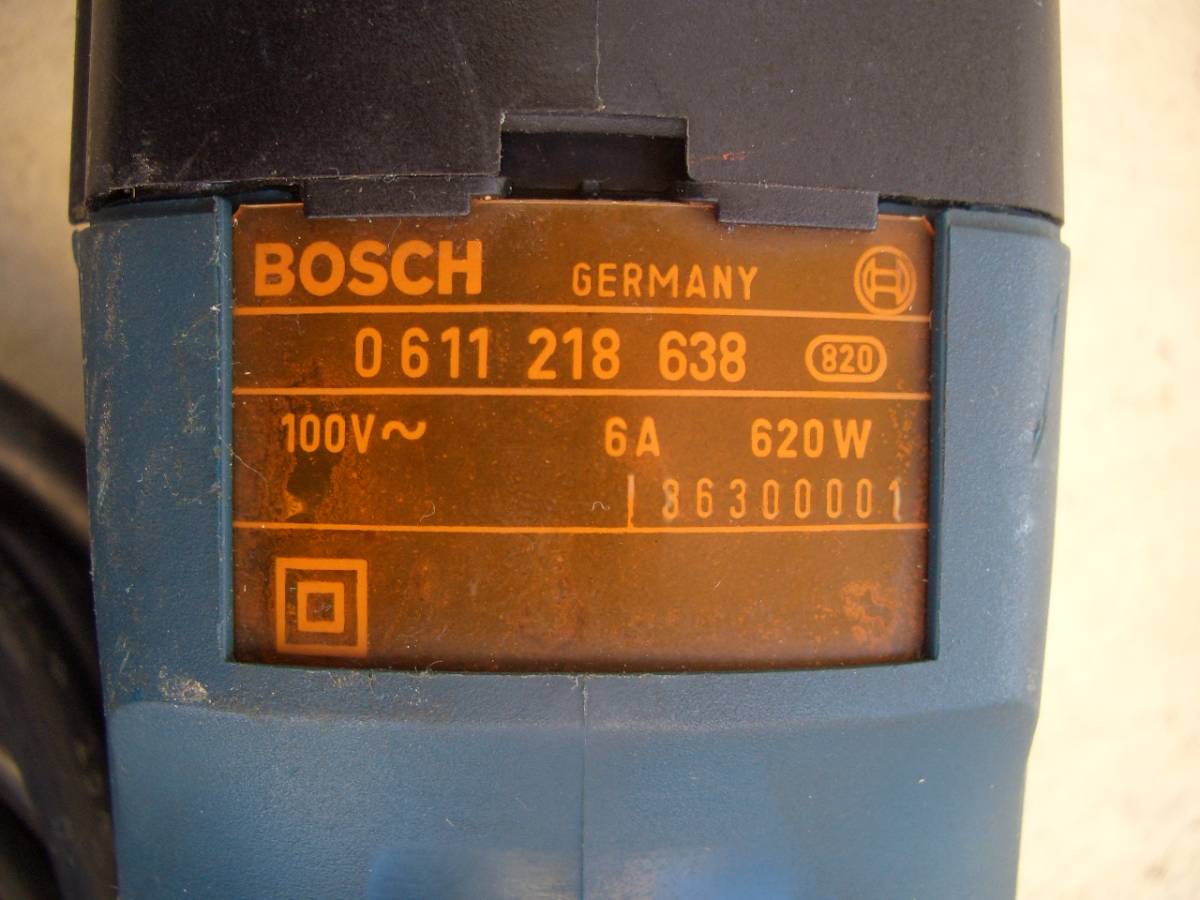 BOSCH GERMANY
0 611 218 638 820
100V~ 6A 620W
86300001